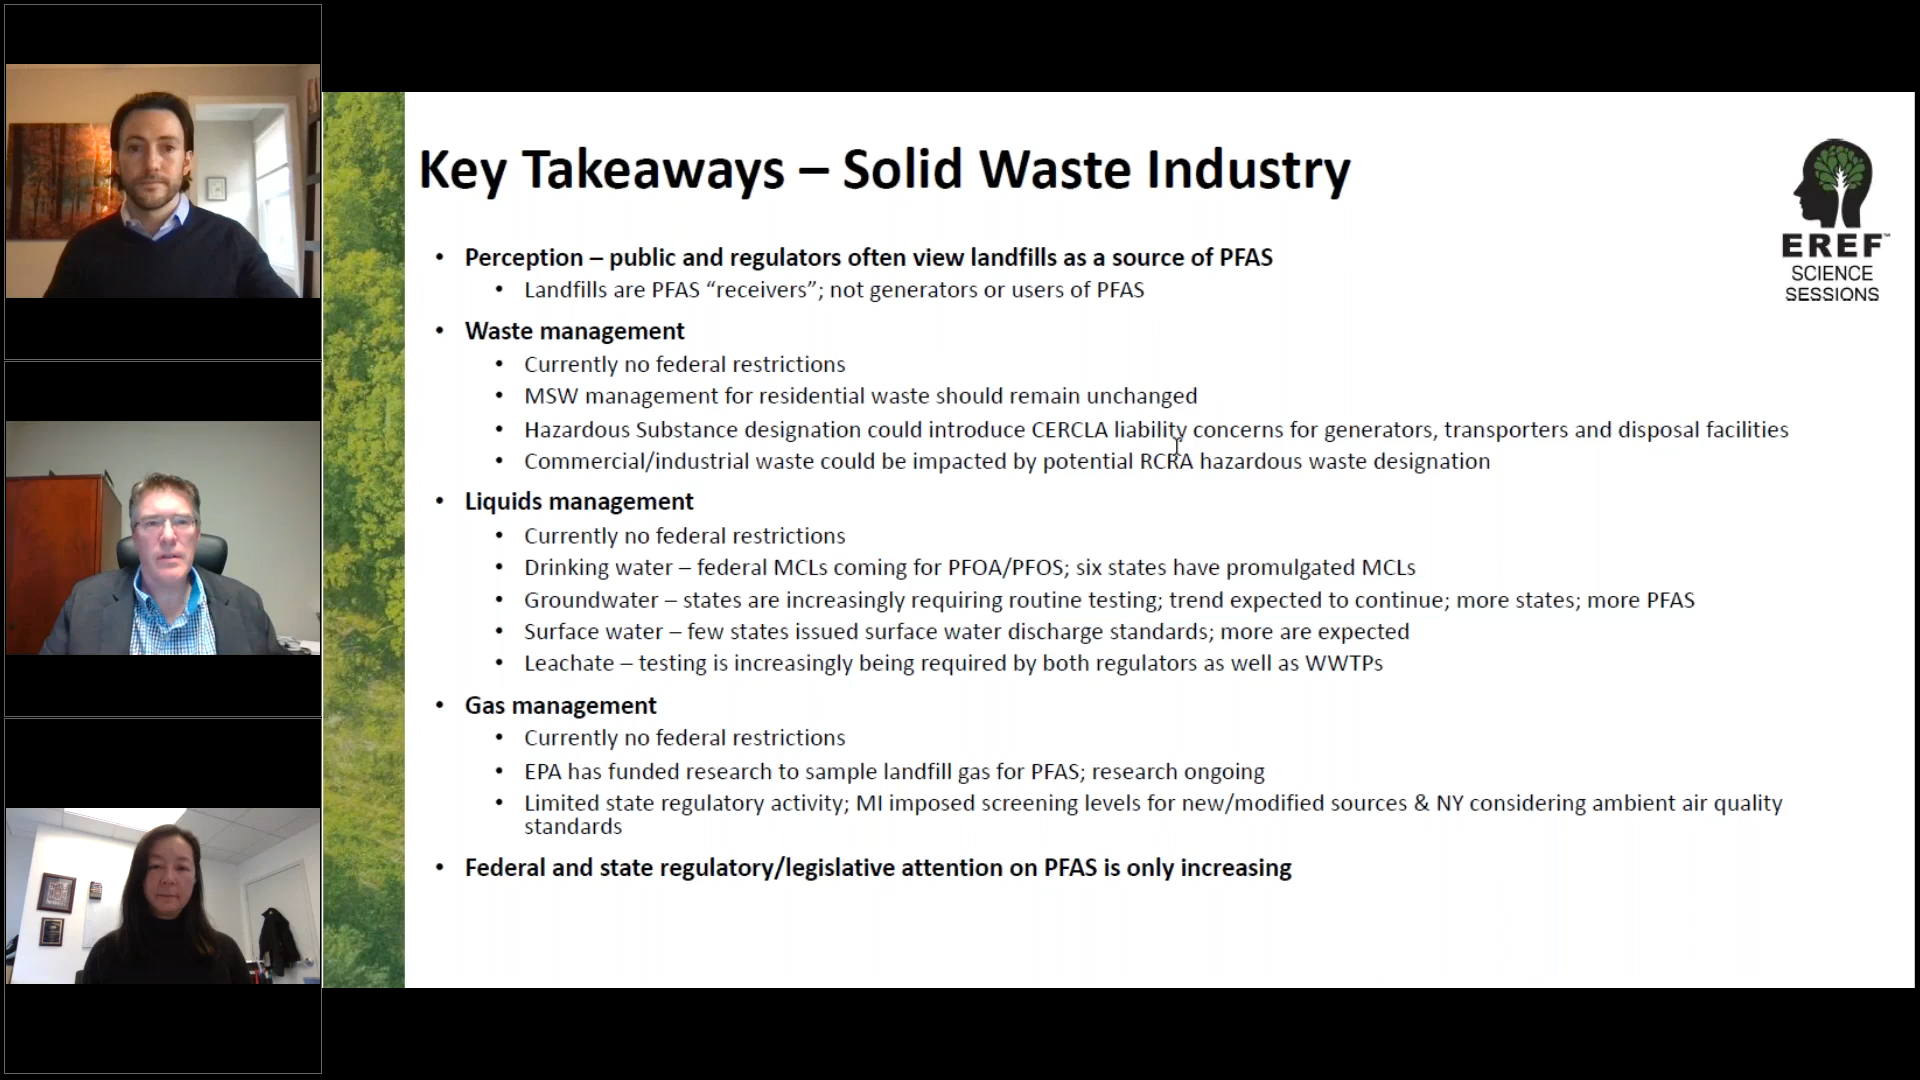 Key Takeaways – Solid Waste Industry
EREF™
SCIENCE
SESSIONS
• Perception – public and regulators often view landfills as a source of PFAS
• Landfills are PFAS “receivers”; not generators or users of PFAS
• Waste management
• Currently no federal restrictions
• MSW management for residential waste should remain unchanged
• Hazardous Substance designation could introduce CERCLA liability concerns for generators, transporters and disposal facilities
• Commercial/industrial waste could be impacted by potential RCRA hazardous waste designation
• Liquids management
• Currently no federal restrictions
• Drinking water – federal MCLs coming for PFOA/PFOS; six states have promulgated MCLs
• Groundwater – states are increasingly requiring routine testing; trend expected to continue; more states; more PFAS
• Surface water – few states issued surface water discharge standards; more are expected
• Leachate – testing is increasingly being required by both regulators as well as WWTPs
• Gas management
• Currently no federal restrictions
• EPA has funded research to sample landfill gas for PFAS; research ongoing
• Limited state regulatory activity; MI imposed screening levels for new/modified sources & NY considering ambient air quality
standards
• Federal and state regulatory/legislative attention on PFAS is only increasing